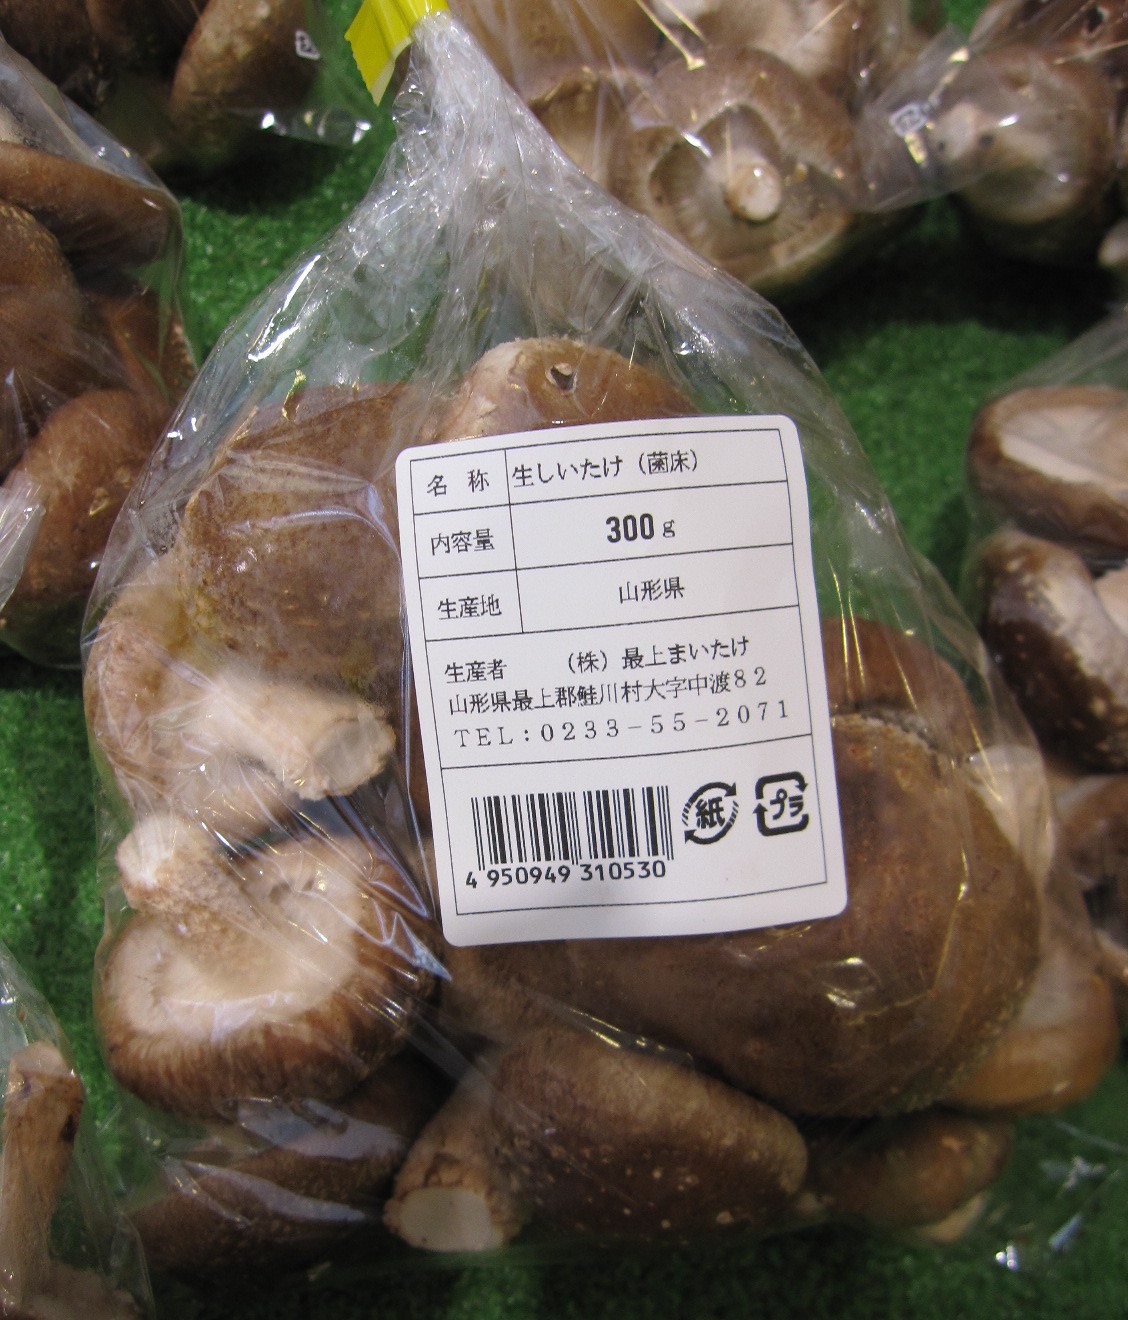 名 称 生しいたけ（菌床）
内容量 300g
生産地 山形県
生産者 （株）最上まいたけ
山形県最上郡鮭川村大字中渡82
TEL：0233－55－2071
紙 プラ
4 950949 310530